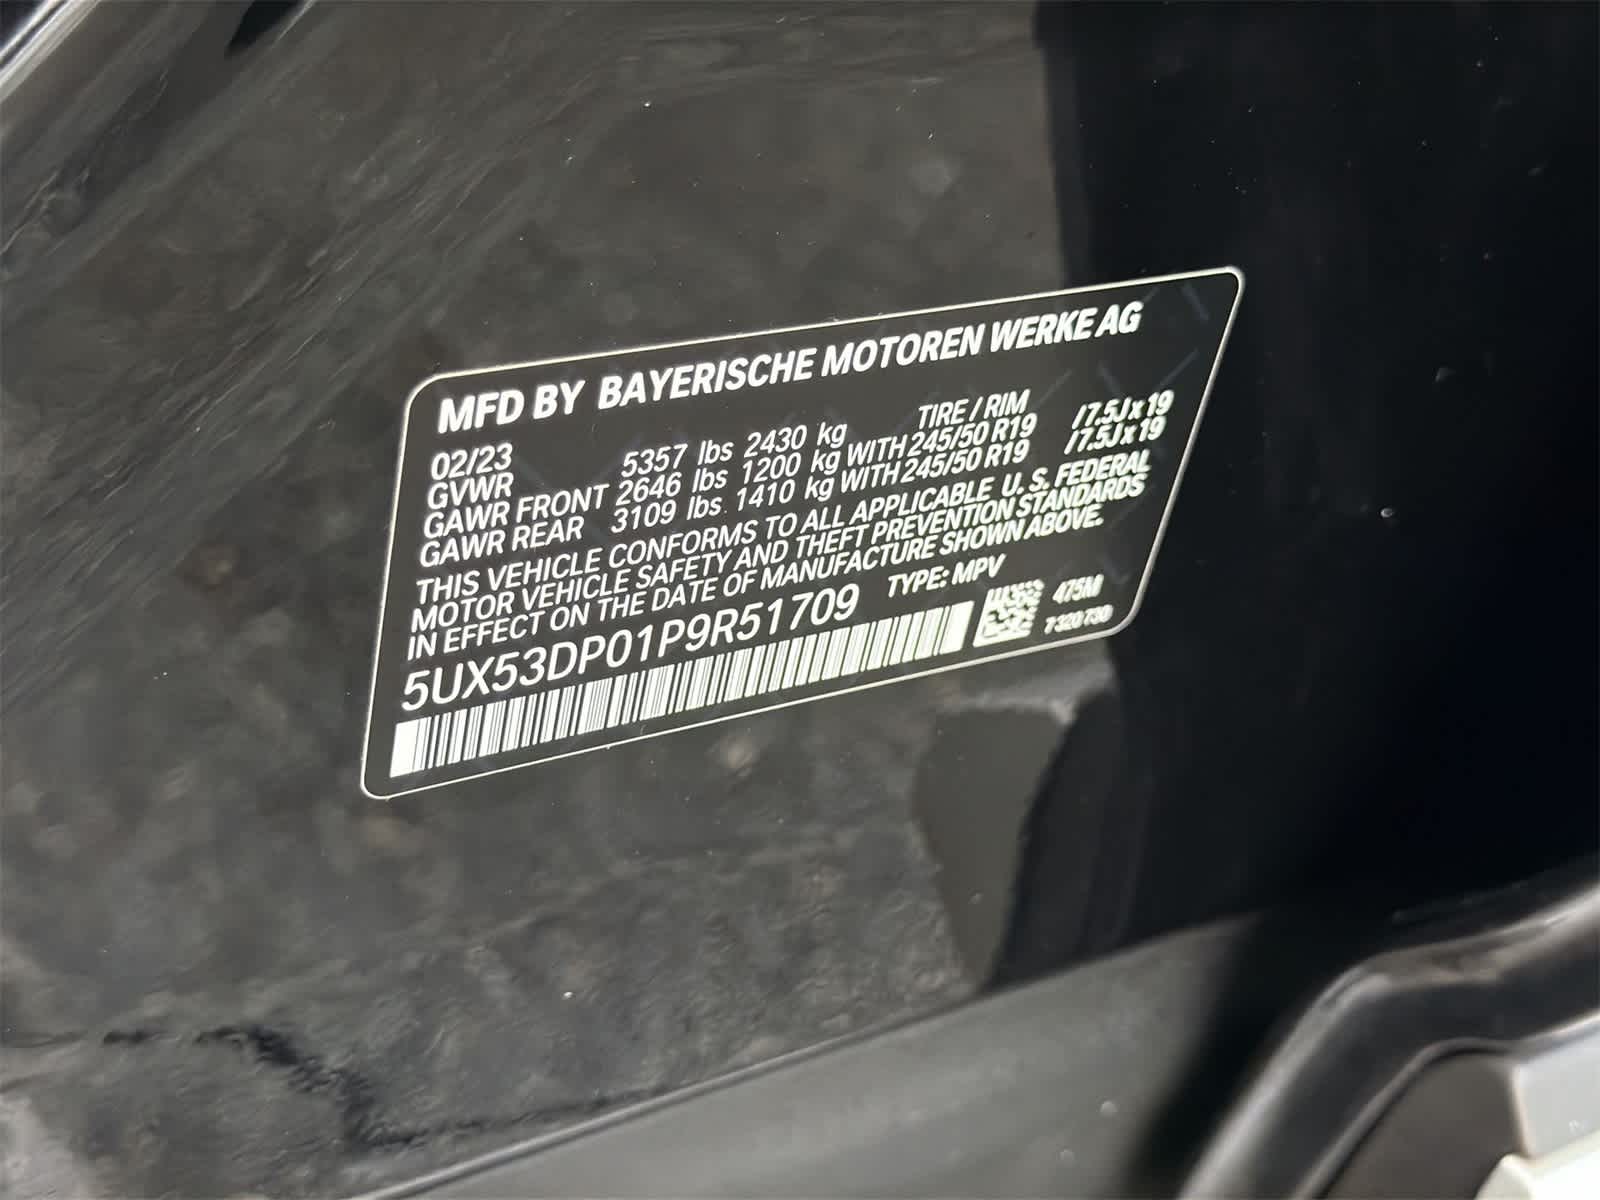 MFD BY BAYERISCHE MOTOREN WERKE AG
02/23 TIRE / RIM
GVWR 5357 lbs 2430 kg
GAWR FRONT 2646 lbs 1200 kg WITH 245/50 R19 /7.5J x 19
GAWR REAR 3109 lbs 1410 kg WITH 245/50 R19 /7.5J x 19
THIS VEHICLE CONFORMS TO ALL APPLICABLE U. S. FEDERAL
MOTOR VEHICLE SAFETY AND THEFT PREVENTION STANDARDS
IN EFFECT ON THE DATE OF MANUFACTURE SHOWN ABOVE.
5UX53DP01P9R51709 TYPE: MPV
475M
7 320 730